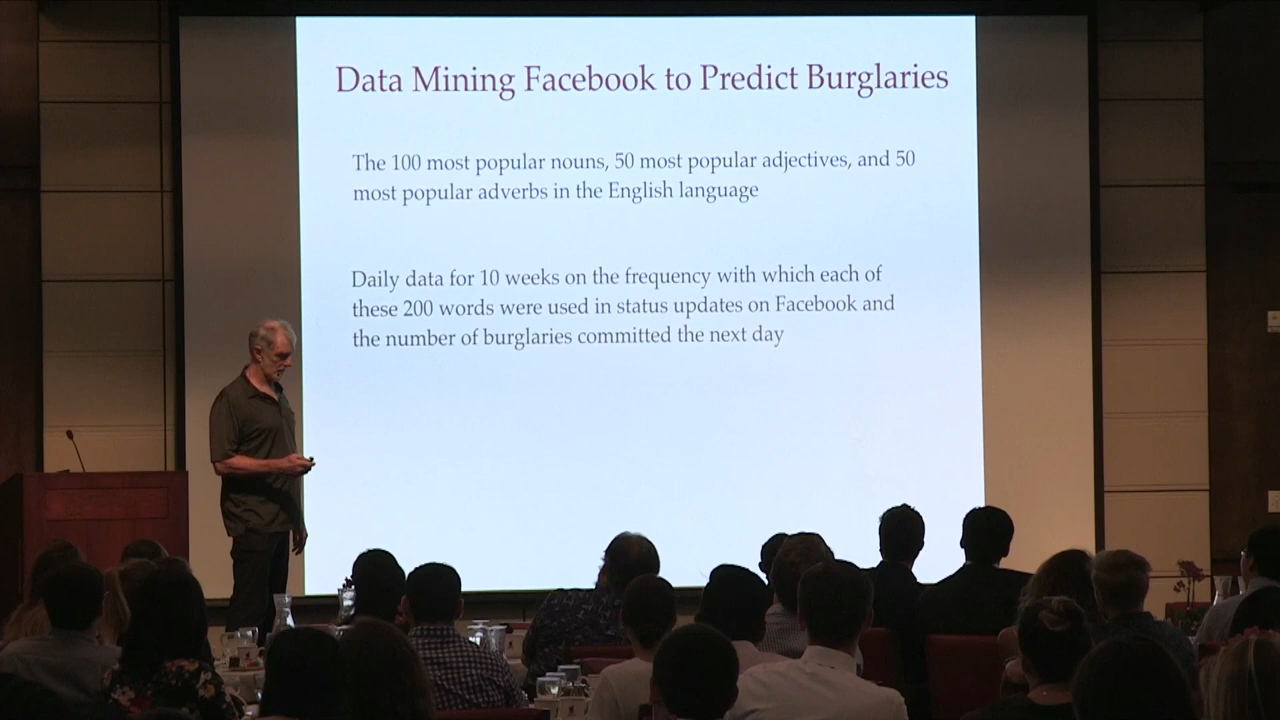 Data Mining Facebook to Predict Burglaries
The 100 most popular nouns, 50 most popular adjectives, and 50
most popular adverbs in the English language
Daily data for 10 weeks on the frequency with which each of
these 200 words were used in status updates on Facebook and
the number of burglaries committed the next day